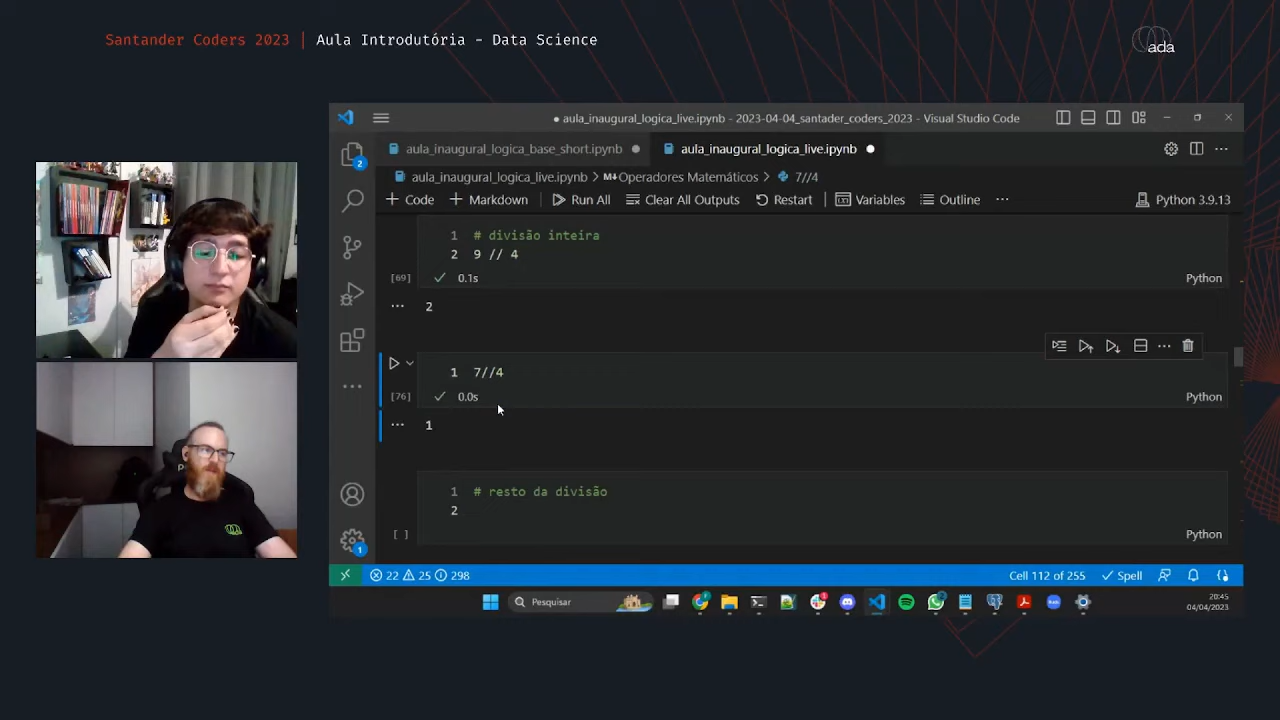 Santander Coders 2023 | Aula Introdutória - Data Science
ada
aula_inaugural_logica_live.ipynb - 2023-04-04_santader_coders_2023 - Visual Studio Code
aula_inaugural_logica_base_short.ipynb
aula_inaugural_logica_live.ipynb
aula_inaugural_logica_live.ipynb > M↓Operadores Matemáticos > 7//4
+ Code + Markdown Run All Clear All Outputs Restart Variables Outline ... Python 3.9.13
2
1 # divisão inteira
2 9 // 4
[69] 0.1s Python
... 2
1 7//4
[76] 0.0s Python
... 1
1 # resto da divisão
2
[ ] Python
1
22 25 298 Cell 112 of 255 Spell
Pesquisar
20:45
04/04/2023